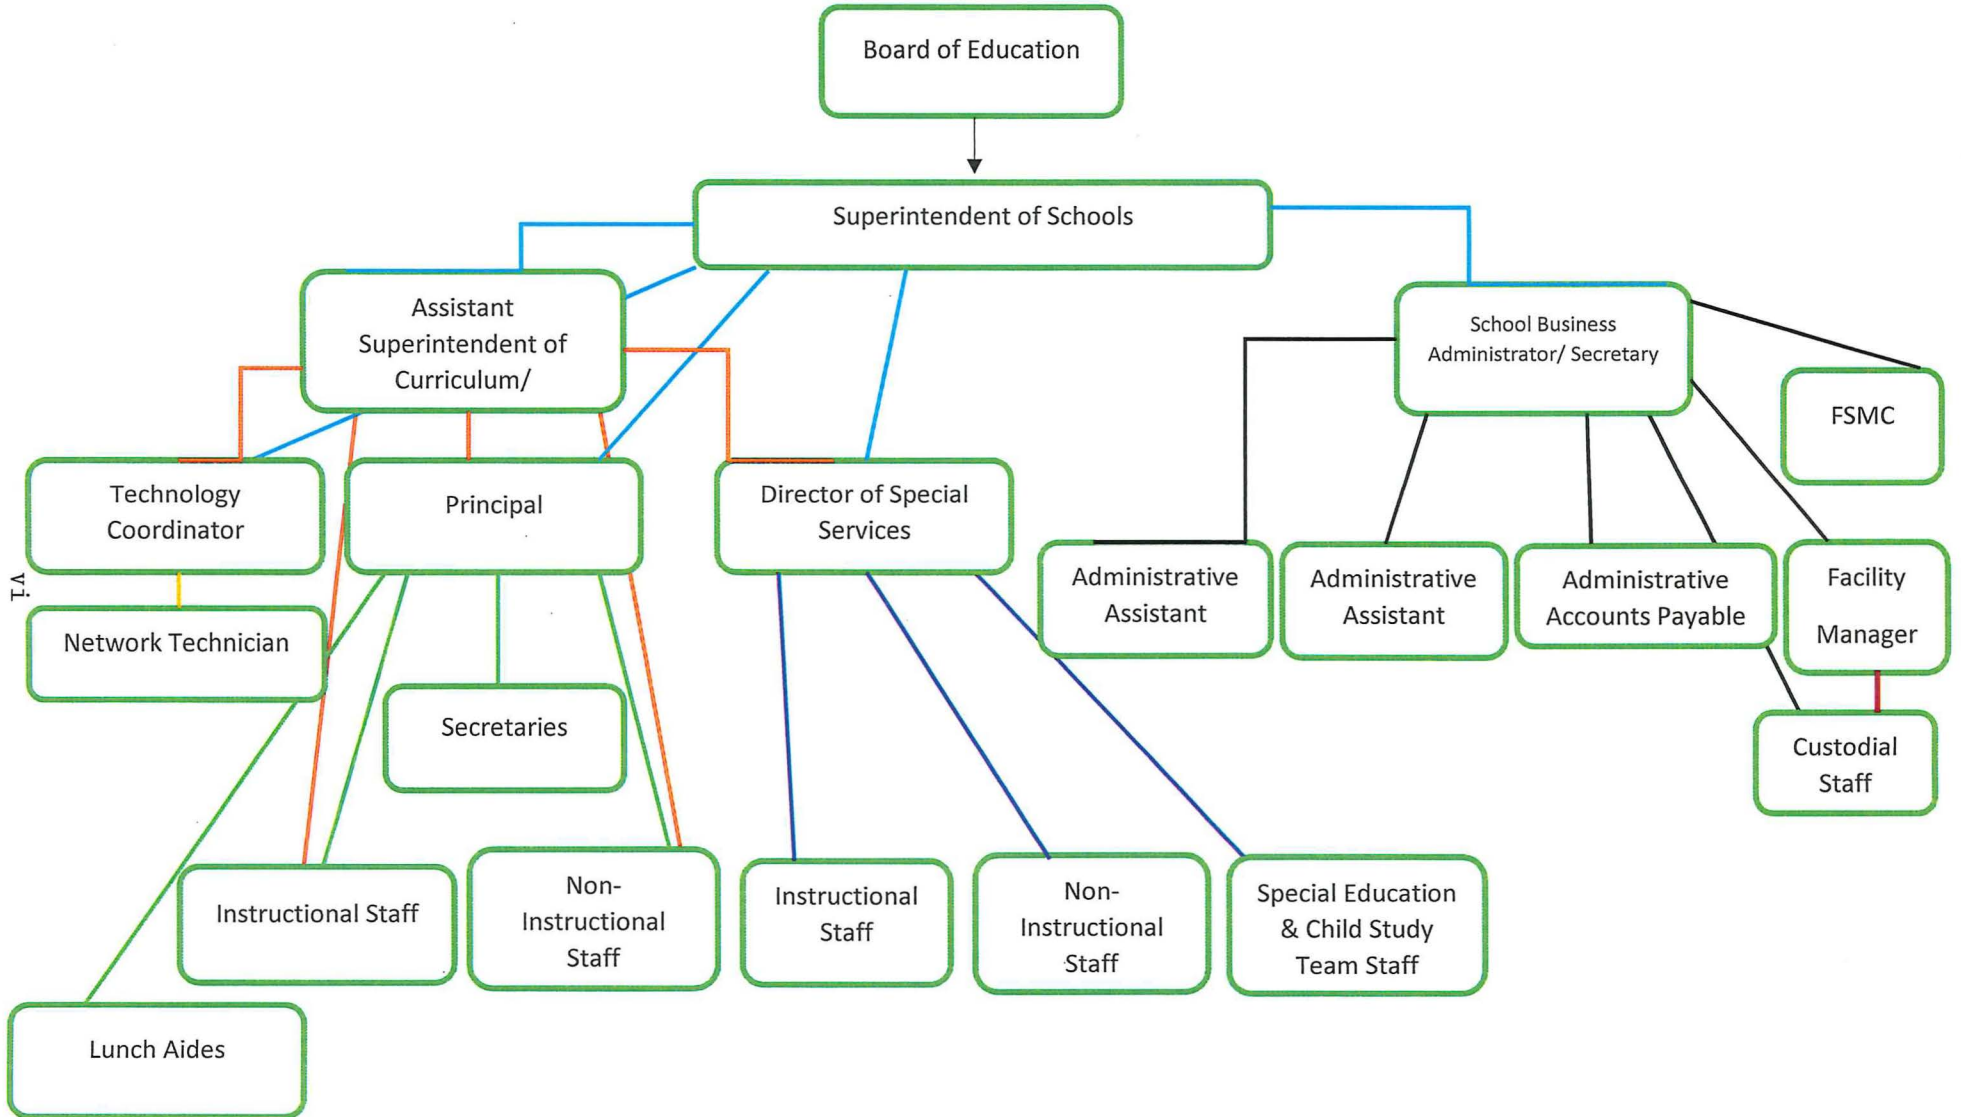 Board of Education
Superintendent of Schools
Assistant
Superintendent of
Curriculum/
School Business
Administrator/ Secretary
FSMC
Technology
Coordinator
Principal
Director of Special
Services
Administrative
Assistant
Administrative
Assistant
Administrative
Accounts Payable
Facility
Manager
vi
Network Technician
Secretaries
Custodial
Staff
Instructional Staff
Non-
Instructional
Staff
Instructional
Staff
Non-
Instructional
Staff
Special Education
& Child Study
Team Staff
Lunch Aides